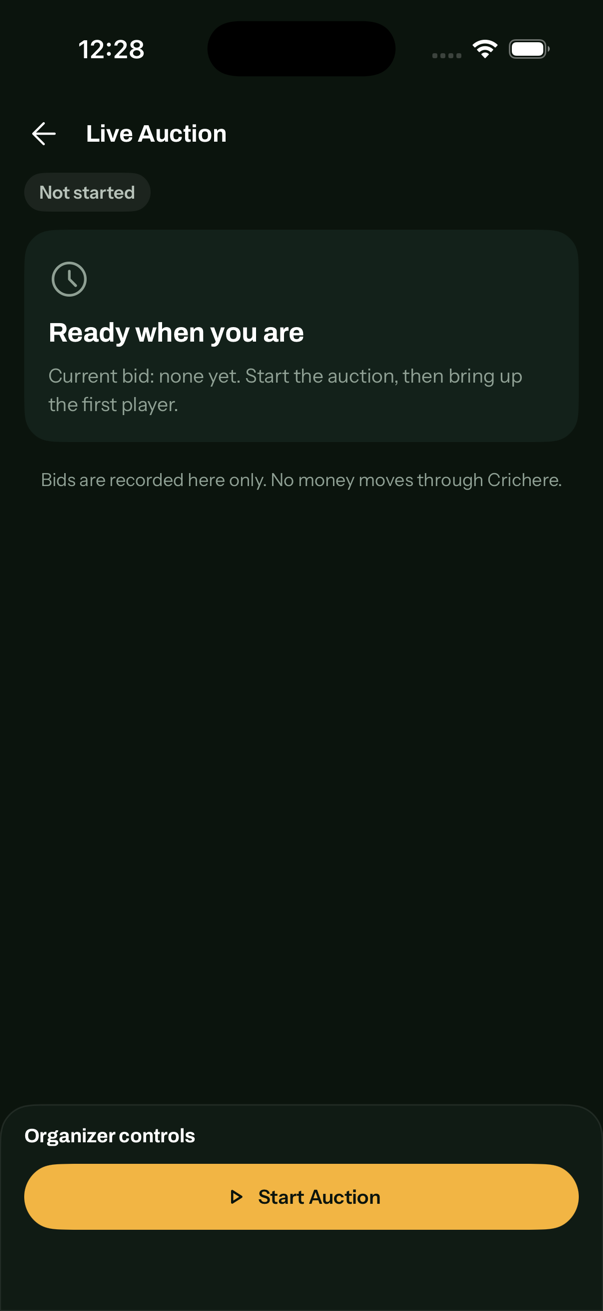 12:28
Live Auction
Not started
Ready when you are
Current bid: none yet. Start the auction, then bring up
the first player.
Bids are recorded here only. No money moves through Crichere.
Organizer controls
Start Auction